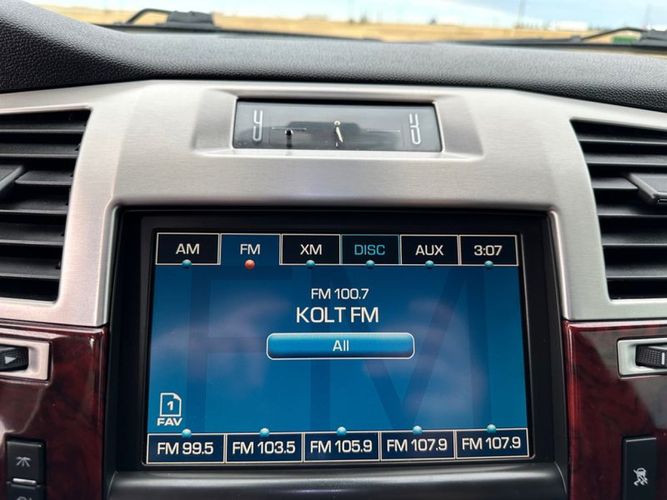 AM FM XM DISC AUX 3:07
FM 100.7
KOLT FM
All
1
FAV
FM 99.5 FM 103.5 FM 105.9 FM 107.9 FM 107.9